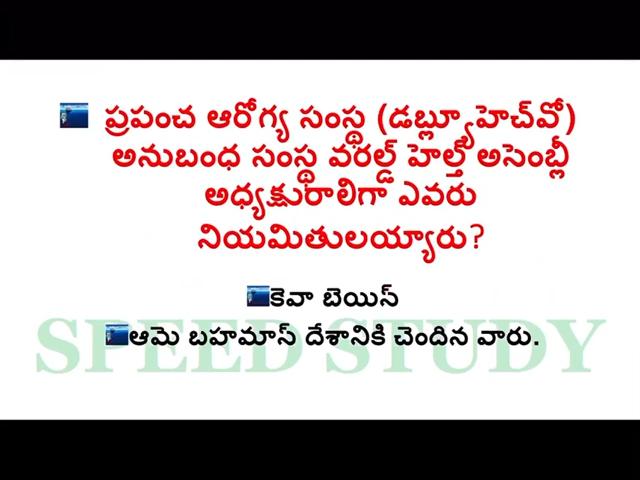 ప్రపంచ ఆరోగ్య సంస్థ (డబ్ల్యూహెచ్‌వో)
అనుబంధ సంస్థ వరల్డ్ హెల్త్ అసెంబ్లీ
అధ్యక్షురాలిగా ఎవరు
నియమితులయ్యారు?
కెవా బెయిస్
SPEED STUDY
ఆమె బహమాస్ దేశానికి చెందిన వారు.